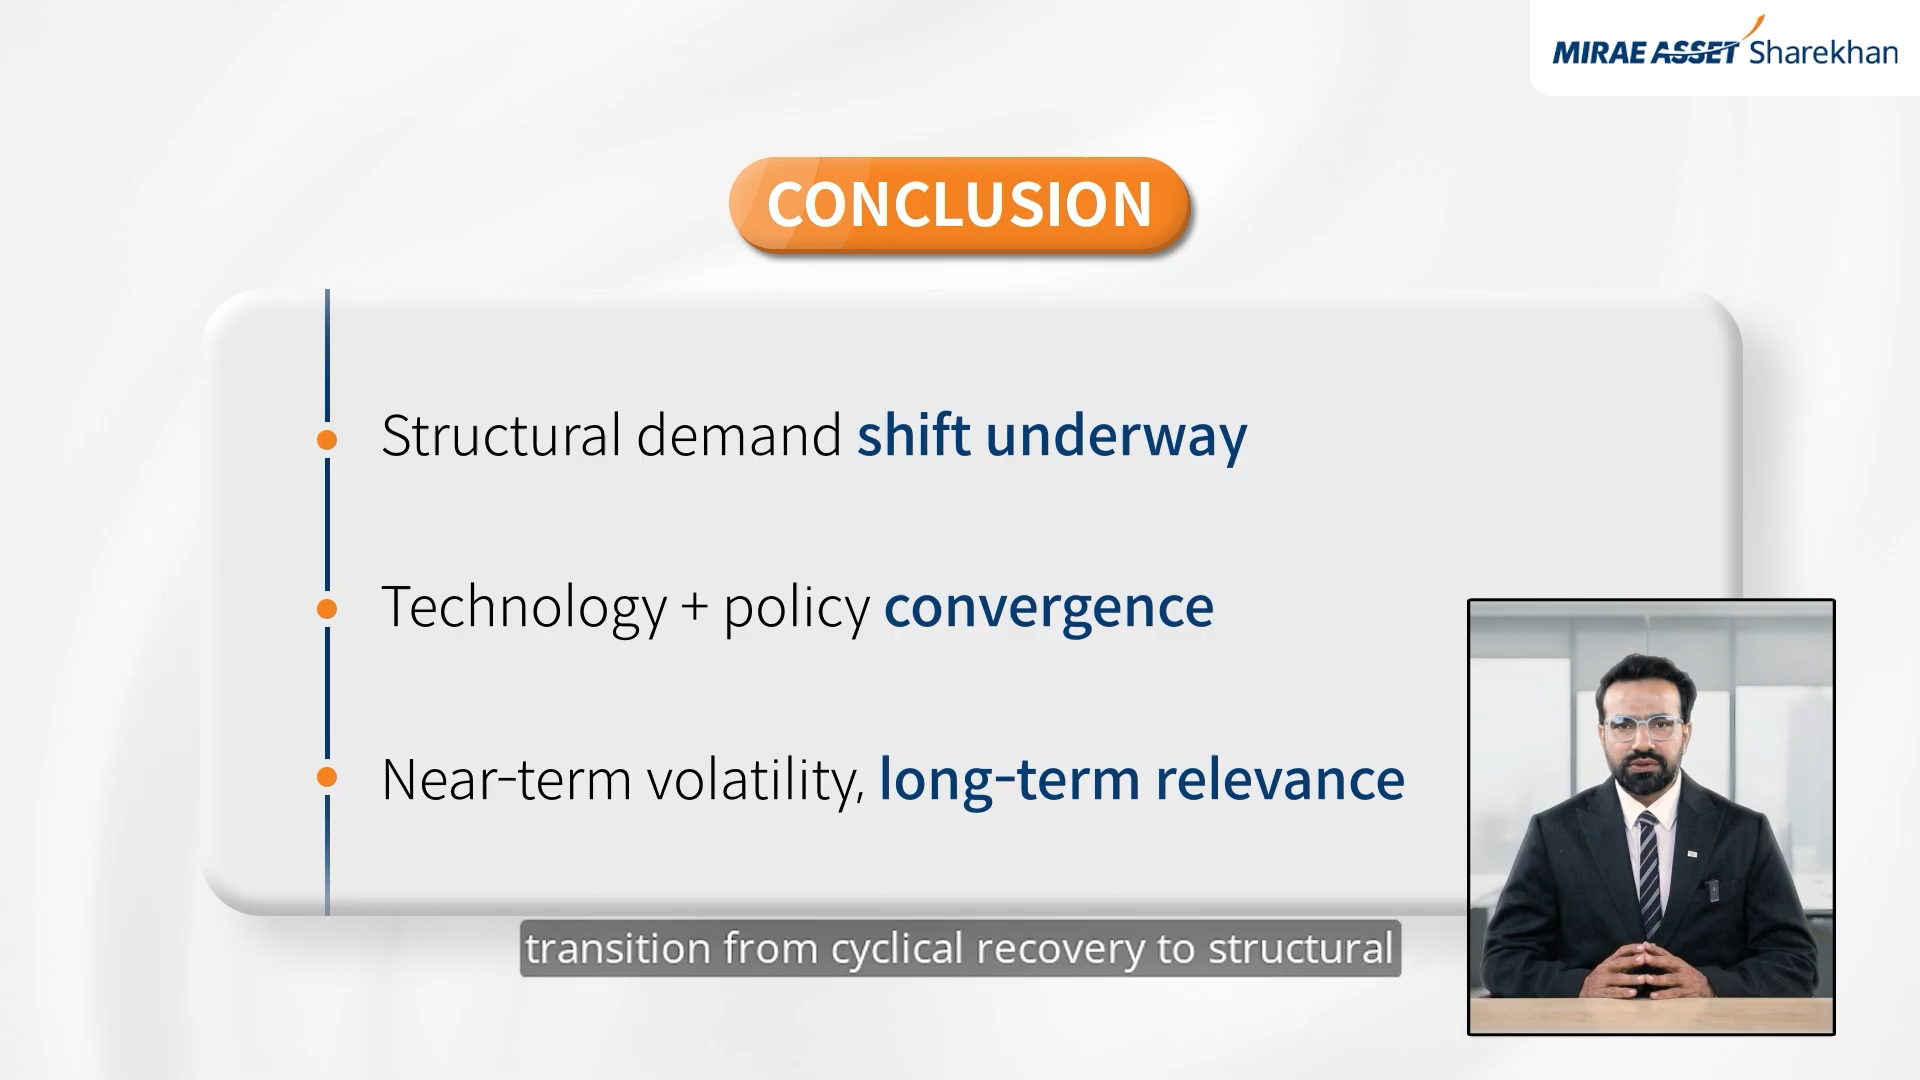 MIRAE ASSET Sharekhan
CONCLUSION
Structural demand shift underway
Technology + policy convergence
Near-term volatility, long-term relevance
transition from cyclical recovery to structural